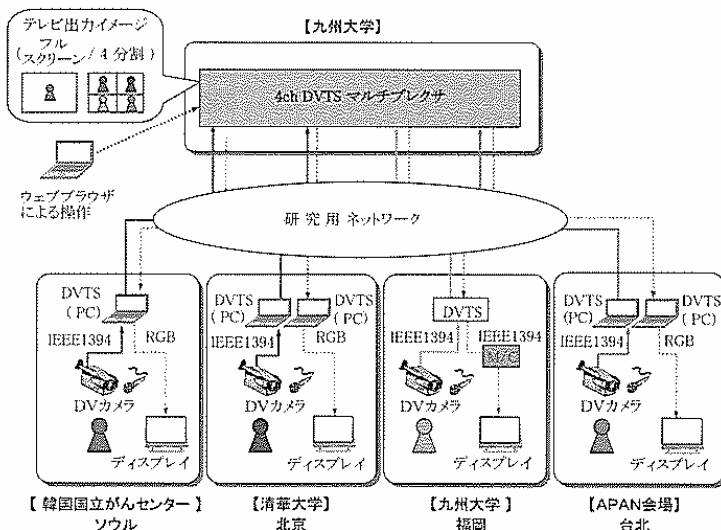 テレビ出力イメージ
フル
(スクリーン/4分割)
【九州大学】
4ch DVTS マルチプレクサ
ウェブブラウザ
による操作
研究用ネットワーク
DVTS
(PC)
IEEE1394
RGB
DVカメラ
ディスプレイ
【韓国国立がんセンター】
ソウル
DVTS
(PC)
DVTS
(PC)
IEEE1394
RGB
DVカメラ
ディスプレイ
【清華大学】
北京
DVTS
IEEE1394
IEEE1394
DVカメラ
ディスプレイ
【九州大学】
福岡
DVTS
(PC)
DVTS
(PC)
IEEE1394
RGB
DVカメラ
ディスプレイ
【APAN会場】
台北